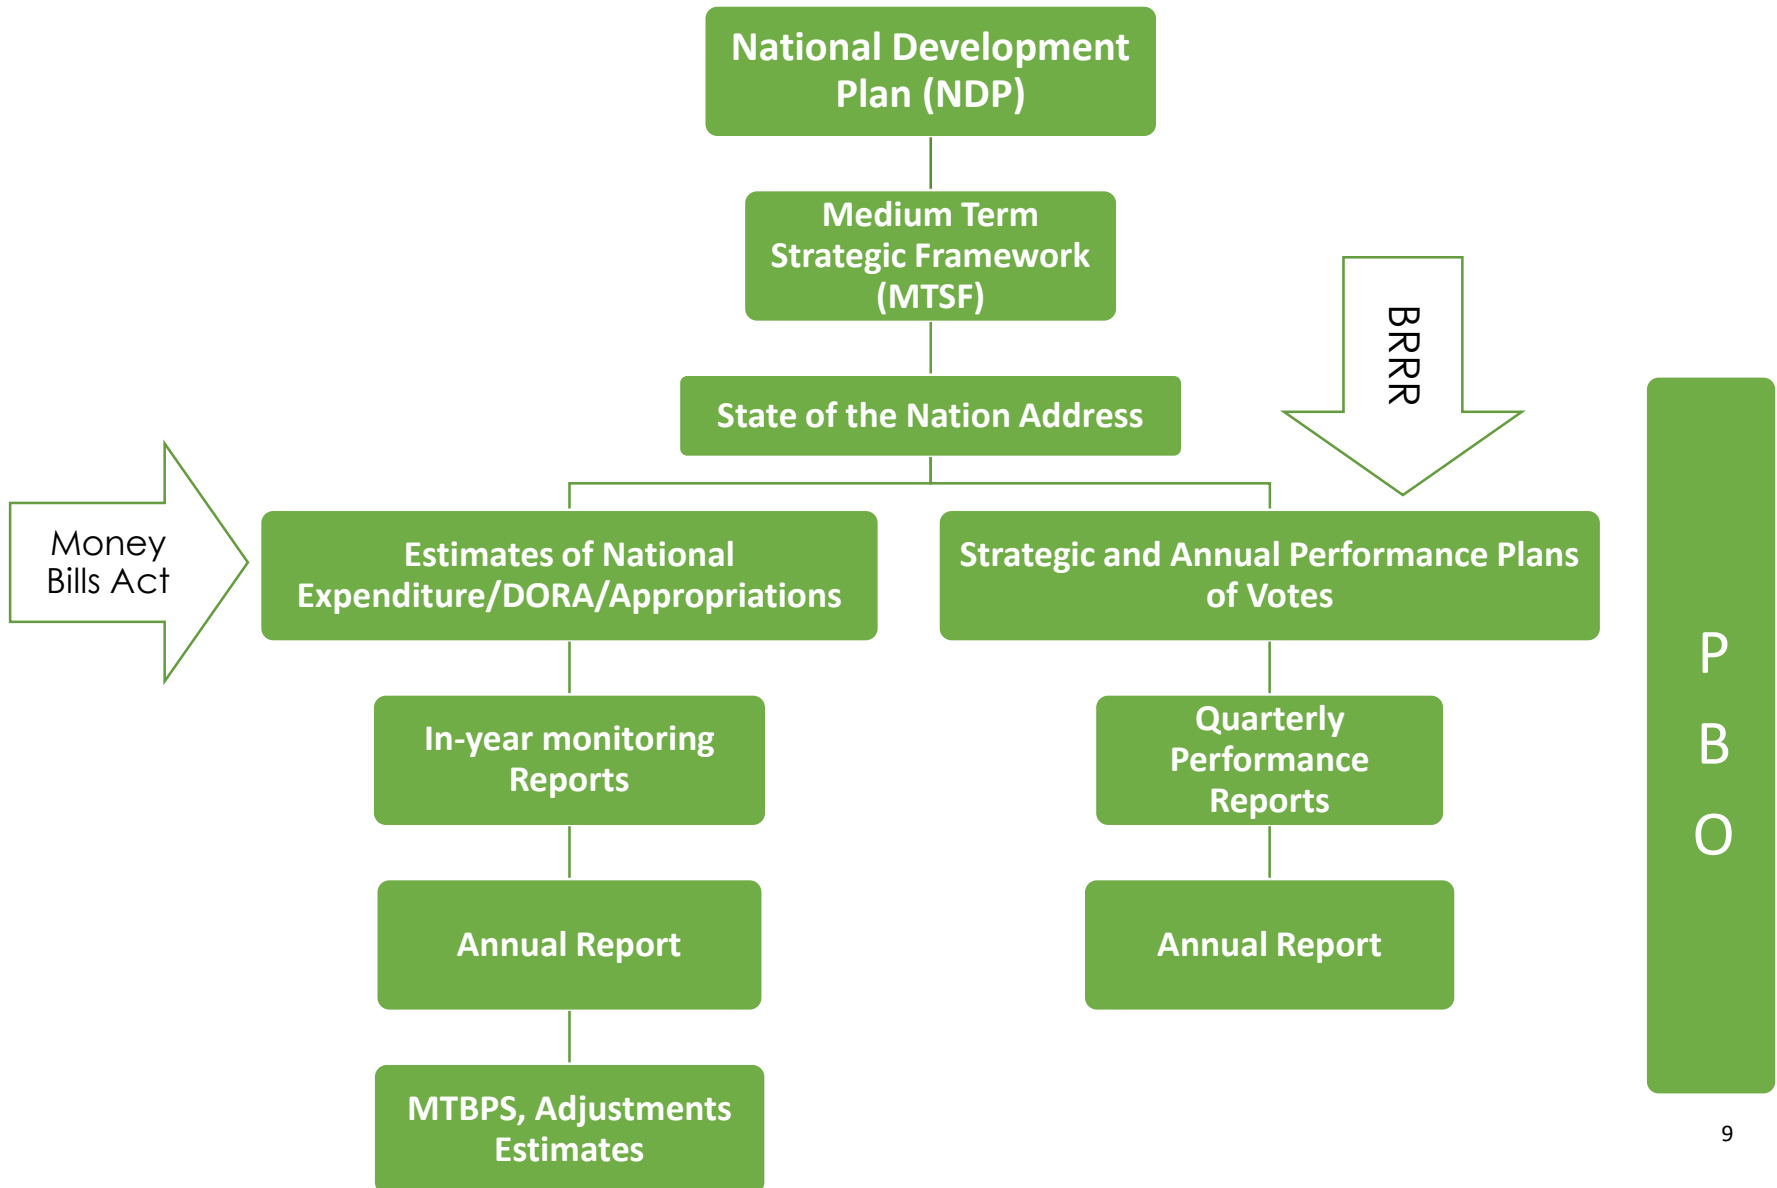 National Development
Plan (NDP)
Medium Term
Strategic Framework
(MTSF)
BRRR
State of the Nation Address
Money
Bills Act
Estimates of National
Expenditure/DORA/Appropriations
Strategic and Annual Performance Plans
of Votes
In-year monitoring
Reports
Quarterly
Performance
Reports
Annual Report
Annual Report
MTBPS, Adjustments
Estimates
P
B
O
9